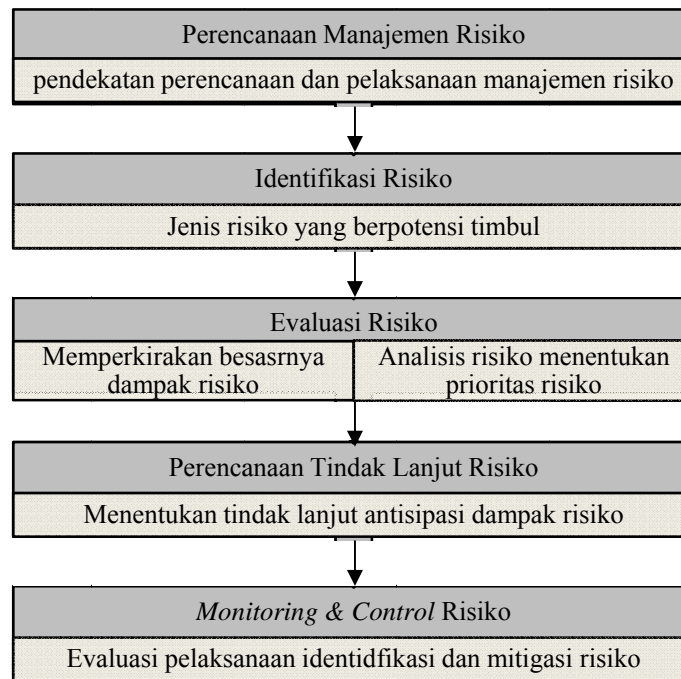 Perencanaan Manajemen Risiko
pendekatan perencanaan dan pelaksanaan manajemen risiko
Identifikasi Risiko
Jenis risiko yang berpotensi timbul
Evaluasi Risiko
Memperkirakan besasrnya
dampak risiko
Analisis risiko menentukan
prioritas risiko
Perencanaan Tindak Lanjut Risiko
Menentukan tindak lanjut antisipasi dampak risiko
Monitoring & Control Risiko
Evaluasi pelaksanaan identidfikasi dan mitigasi risiko